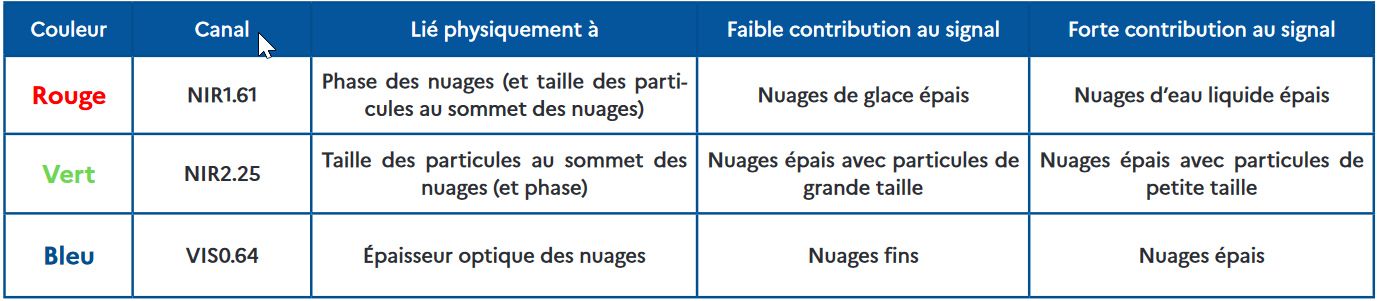 Couleur Canal Lié physiquement à Faible contribution au signal Forte contribution au signal
Rouge NIR1.61 Phase des nuages (et taille des parti-
cules au sommet des nuages) Nuages de glace épais Nuages d’eau liquide épais
Vert NIR2.25 Taille des particules au sommet des
nuages (et phase) Nuages épais avec particules de
grande taille Nuages épais avec particules de
petite taille
Bleu VIS0.64 Épaisseur optique des nuages Nuages fins Nuages épais